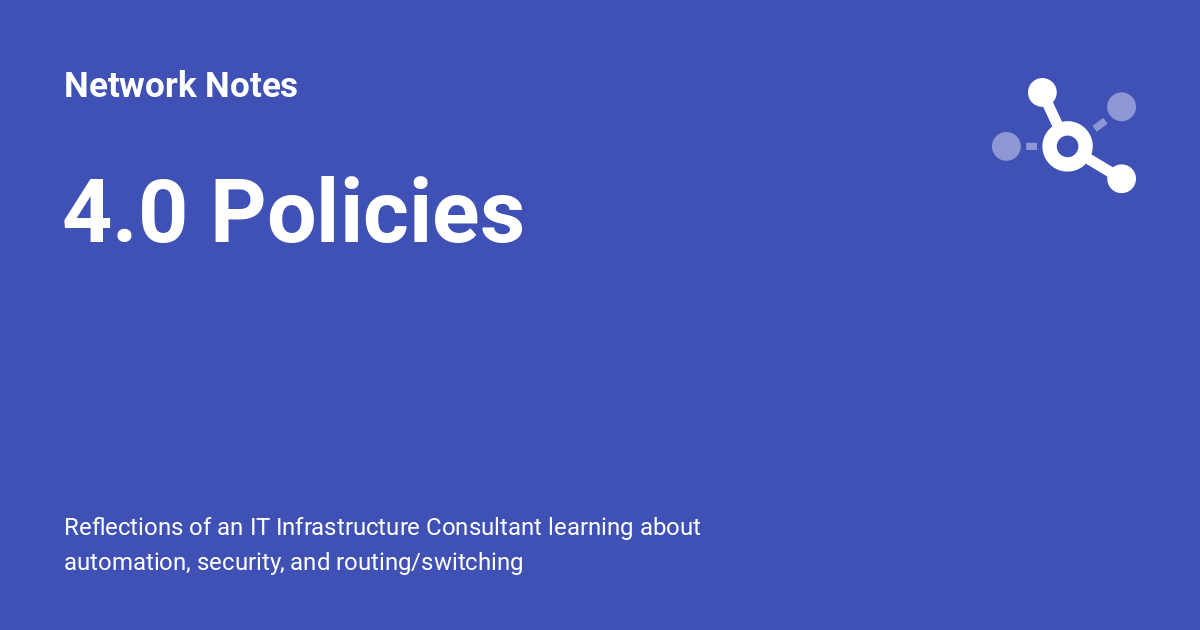 Network Notes
4.0 Policies
Reflections of an IT Infrastructure Consultant learning about
automation, security, and routing/switching